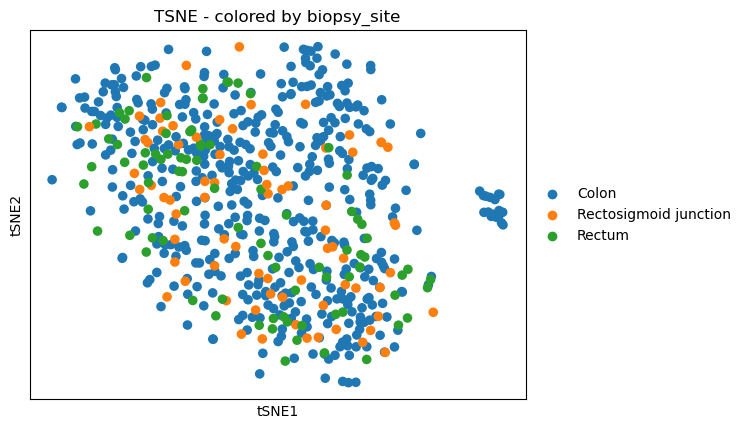 TSNE - colored by biopsy_site
tSNE2
Colon
Rectosigmoid junction
Rectum
tSNE1